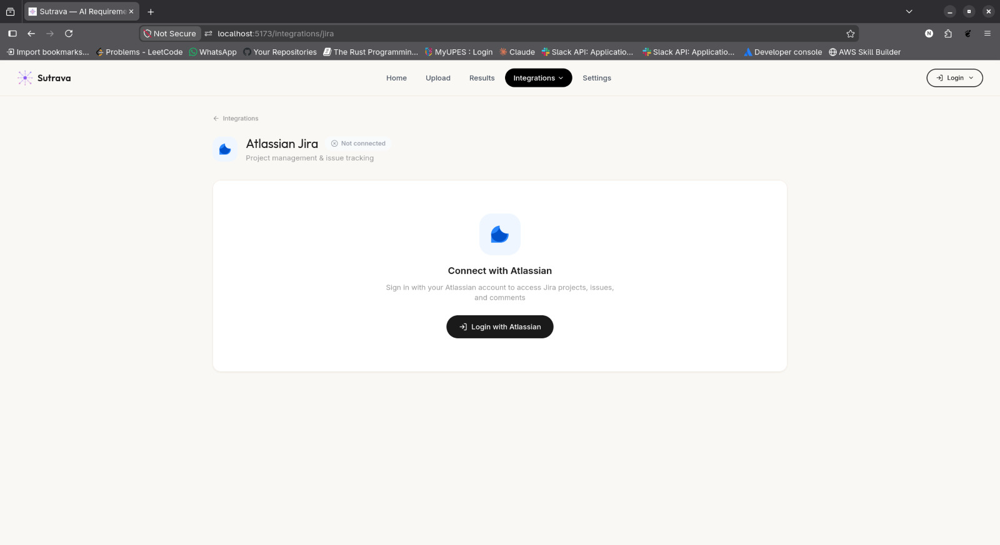 Sutrava — AI Requireme
Not Secure
localhost:5173/integrations/jira
N
Import bookmarks...
Problems - LeetCode
WhatsApp
Your Repositories
The Rust Programmin...
MyUPES : Login
Claude
Slack API: Applicatio...
Slack API: Applicatio...
Developer console
AWS Skill Builder
Sutrava
Home
Upload
Results
Integrations
Settings
Login
Integrations
Atlassian Jira
Not connected
Project management & issue tracking
Connect with Atlassian
Sign in with your Atlassian account to access Jira projects, issues,
and comments
Login with Atlassian